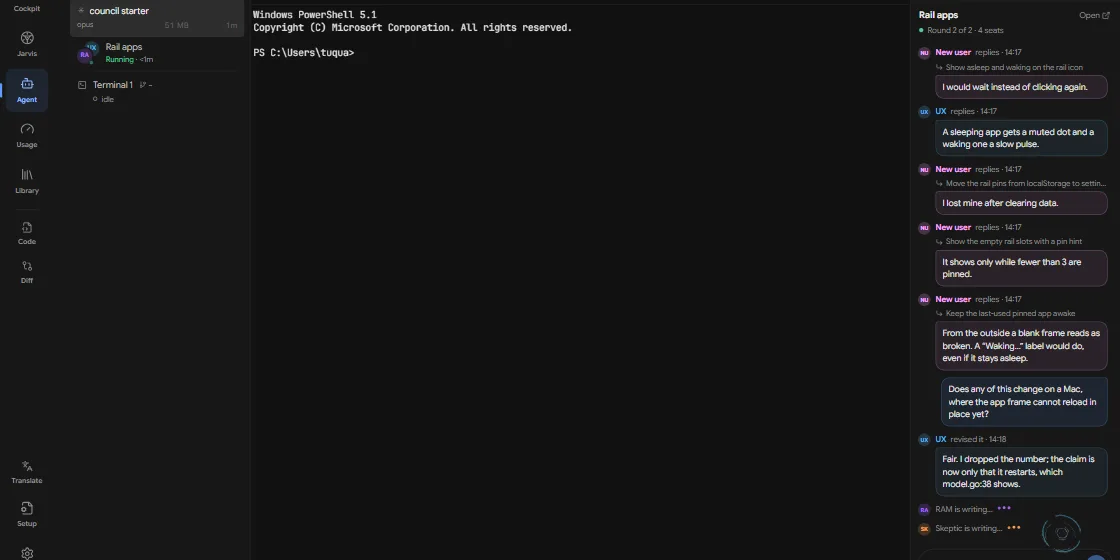 Cockpit
Jarvis
Agent
Usage
Library
Code
Diff
Translate
Setup
council starter
opus
51 MB
1m
UX
RA
Rail apps
Running · <1m
Terminal 1
-
idle
Windows PowerShell 5.1
Copyright (C) Microsoft Corporation. All rights reserved.
PS C:\Users\tuqua>
Rail apps
Open
Round 2 of 2 · 4 seats
NU New user replies · 14:17
Show asleep and waking on the rail icon
I would wait instead of clicking again.
UX UX replies · 14:17
A sleeping app gets a muted dot and a
waking one a slow pulse.
NU New user replies · 14:17
Move the rail pins from localStorage to settin...
I lost mine after clearing data.
NU New user replies · 14:17
Show the empty rail slots with a pin hint
It shows only while fewer than 3 are
pinned.
NU New user replies · 14:17
Keep the last-used pinned app awake
From the outside a blank frame reads as
broken. A "Waking..." label would do,
even if it stays asleep.
Does any of this change on a Mac,
where the app frame cannot reload in
place yet?
UX UX revised it · 14:18
Fair. I dropped the number; the claim is
now only that it restarts, which
model.go:38 shows.
RA RAM is writing...
SK Skeptic is writing...